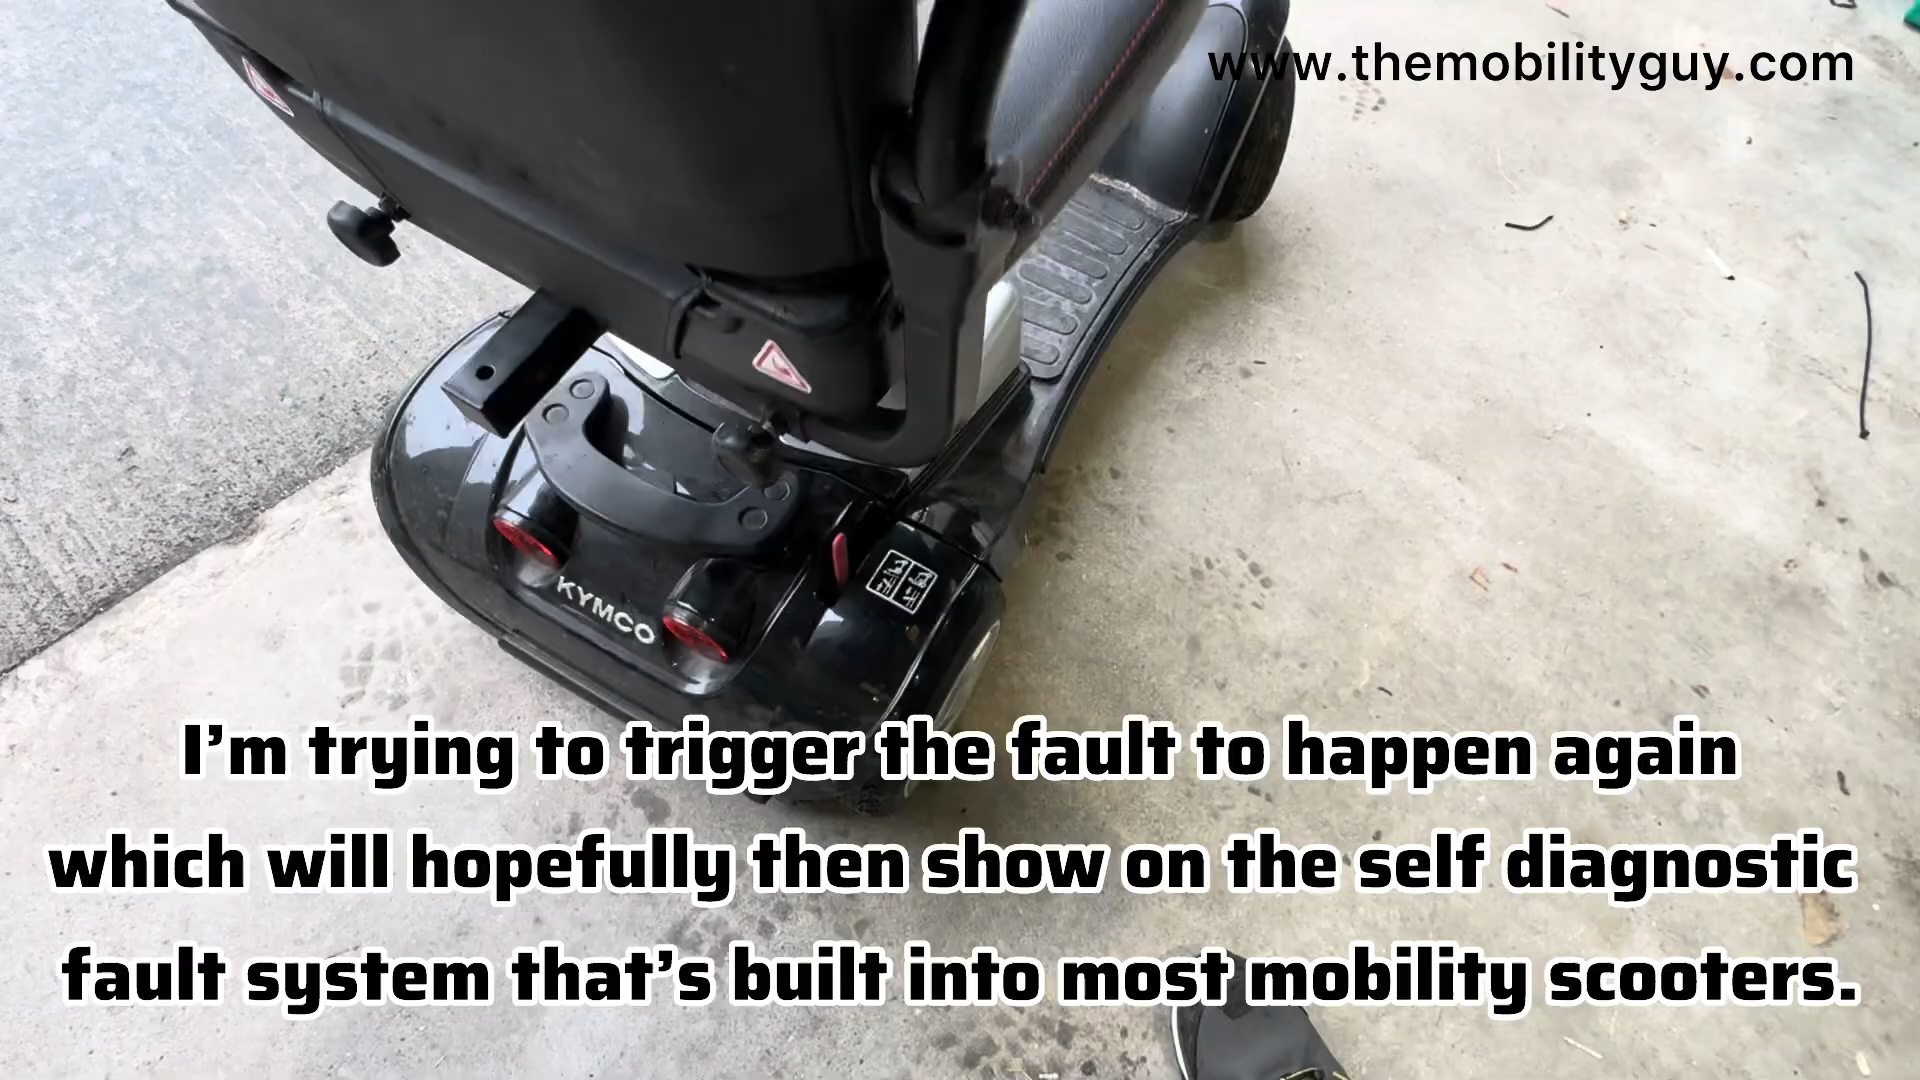 www.themobilityguy.com
KYMCO
I'm trying to trigger the fault to happen again
which will hopefully then show on the self diagnostic
fault system that's built into most mobility scooters.